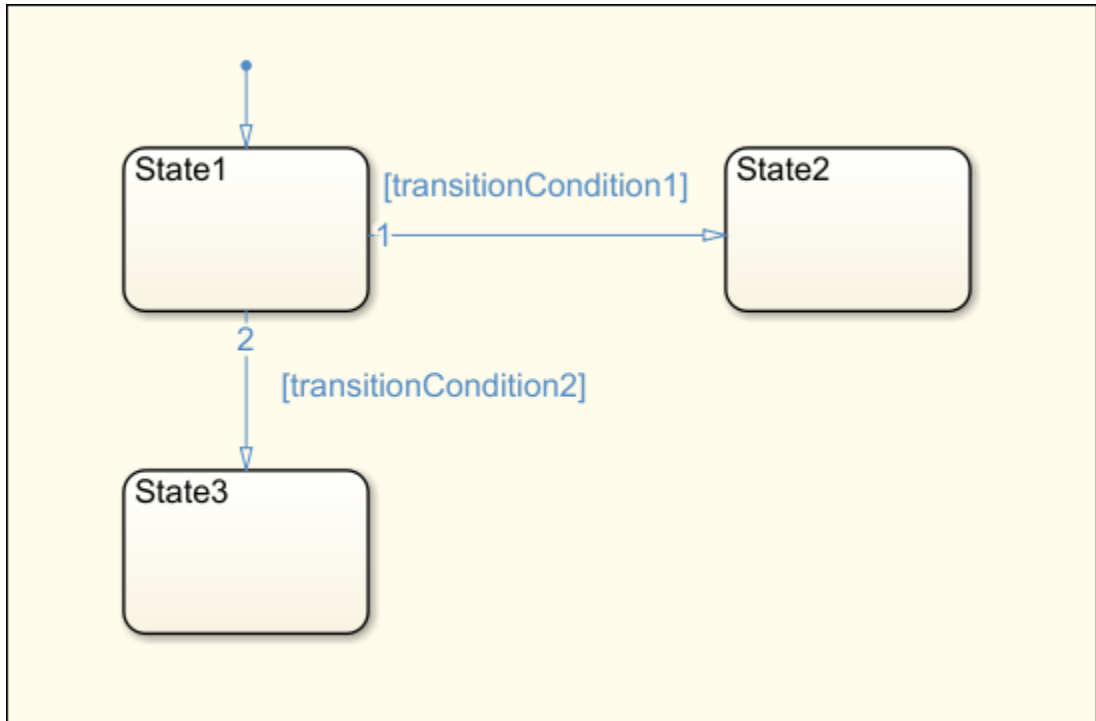 State1
[transitionCondition1]
State2
1
2
[transitionCondition2]
State3